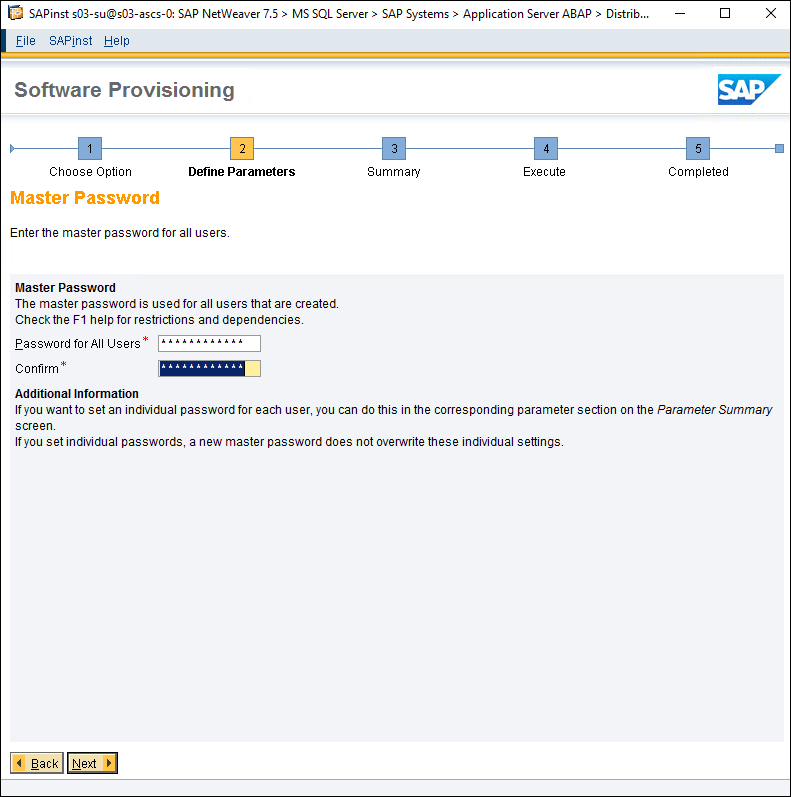 SAPinst s03-su@s03-ascs-0: SAP NetWeaver 7.5 > MS SQL Server > SAP Systems > Application Server ABAP > Distrib...
File SAPinst Help
Software Provisioning
SAP
1 2 3 4 5
Choose Option Define Parameters Summary Execute Completed
Master Password
Enter the master password for all users.
Master Password
The master password is used for all users that are created.
Check the F1 help for restrictions and dependencies.
Password for All Users* ************
Confirm* ************
Additional Information
If you want to set an individual password for each user, you can do this in the corresponding parameter section on the Parameter Summary
screen.
If you set individual passwords, a new master password does not overwrite these individual settings.
Back Next